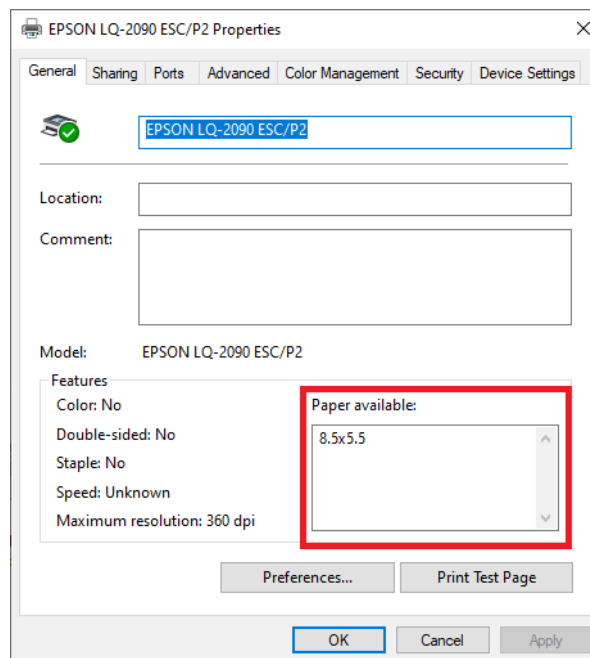 EPSON LQ-2090 ESC/P2 Properties
General Sharing Ports Advanced Color Management Security Device Settings
EPSON LQ-2090 ESC/P2
Location:
Comment:
Model: EPSON LQ-2090 ESC/P2
Features
Color: No
Double-sided: No
Staple: No
Speed: Unknown
Maximum resolution: 360 dpi
Paper available:
8.5x5.5
Preferences... Print Test Page
OK Cancel Apply